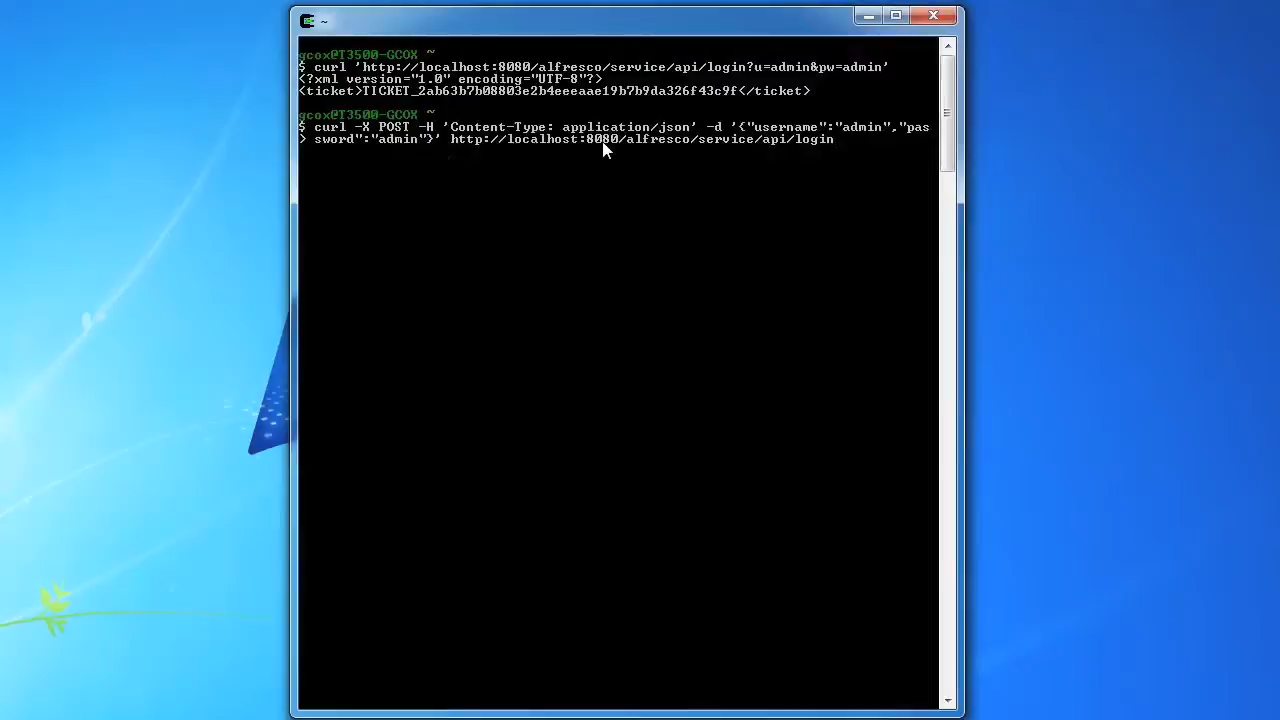 ~
gcox@T3500-GCOX ~
$ curl 'http://localhost:8080/alfresco/service/api/login?u=admin&pw=admin'
<?xml version="1.0" encoding="UTF-8"?>
<ticket>TICKET_2ab63b7b08803e2b4eeeaae19b7b9da326f43c9f</ticket>
gcox@T3500-GCOX ~
$ curl -X POST -H 'Content-Type: application/json' -d '{"username":"admin","pas
> sword":"admin"}' http://localhost:8080/alfresco/service/api/login